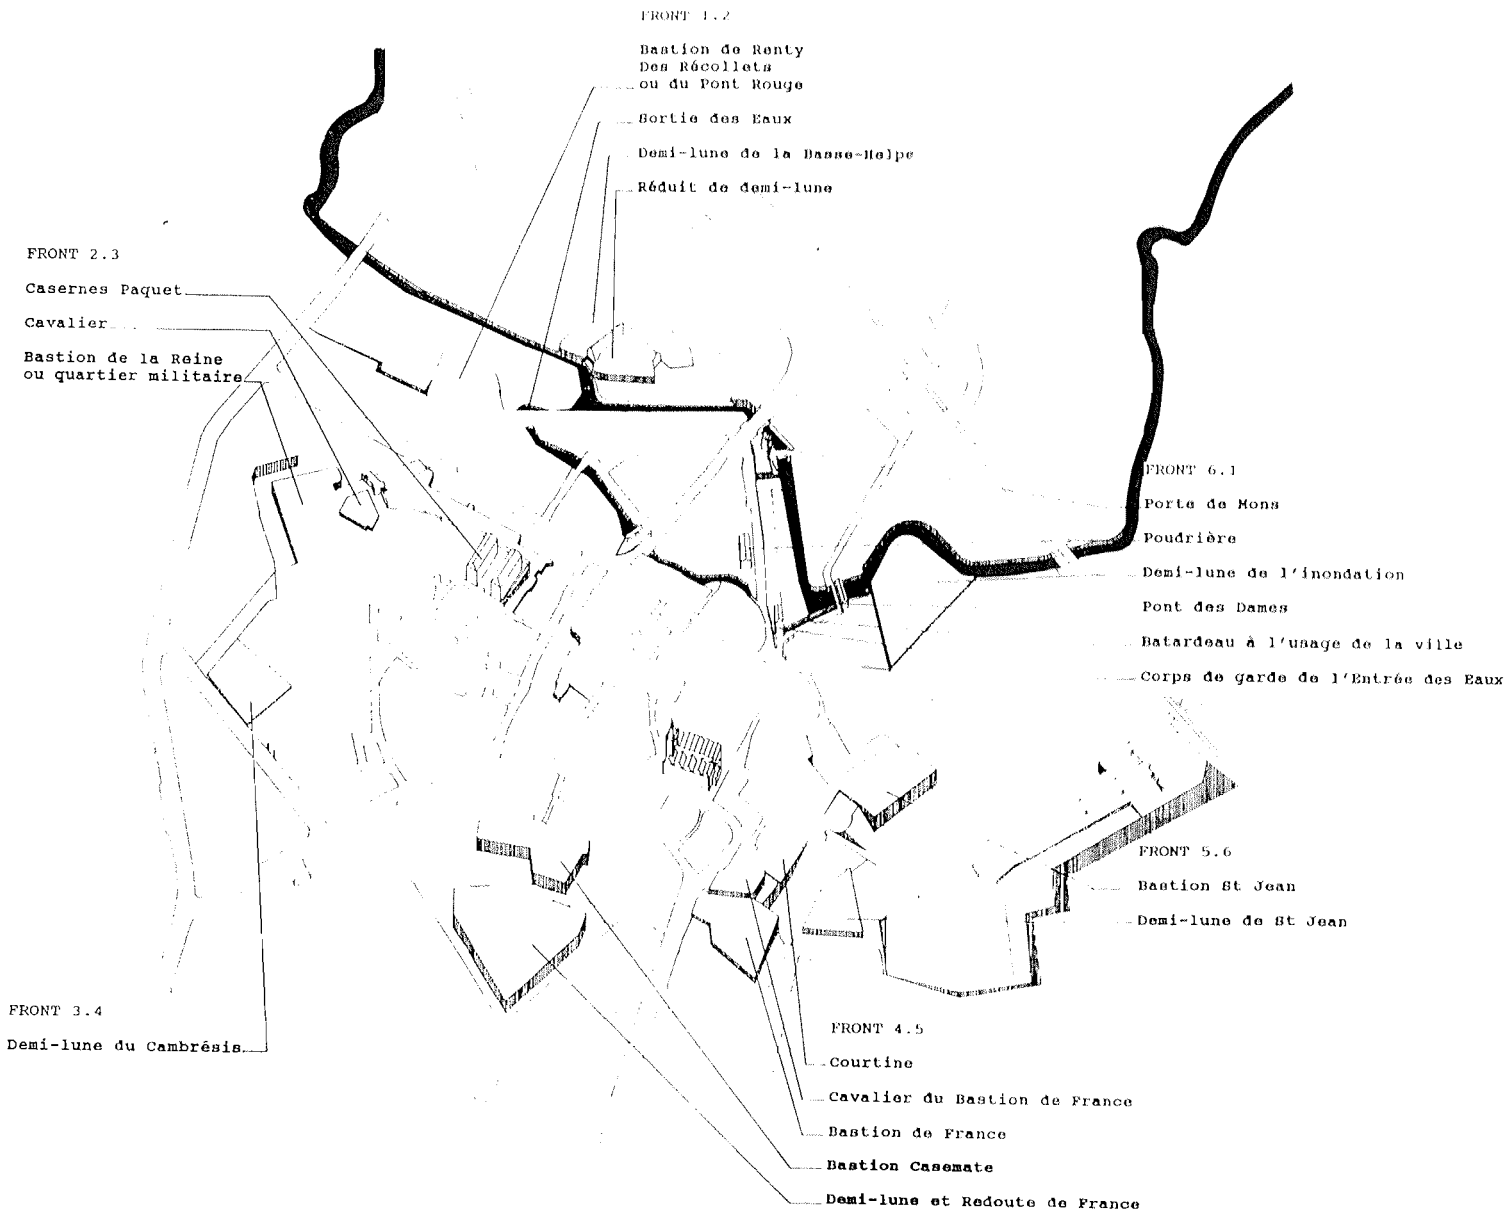 FRONT 1.2
Bastion de Renty
Des Récollets
ou du Pont Rouge
Sortie des Eaux
Demi-lune de la Basse-Helpe
Réduit de demi-lune
FRONT 2.3
Casernes Paquet
Cavalier
Bastion de la Reine
ou quartier militaire
FRONT 6.1
Porte de Mons
Poudrière
Demi-lune de l'inondation
Pont des Dames
Batardeau à l'usage de la ville
Corps de garde de l'Entrée des Eaux
FRONT 5.6
Bastion St Jean
Demi-lune de St Jean
FRONT 3.4
Demi-lune du Cambrésis
FRONT 4.5
Courtine
Cavalier du Bastion de France
Bastion de France
Bastion Casemate
Demi-lune et Redoute de France